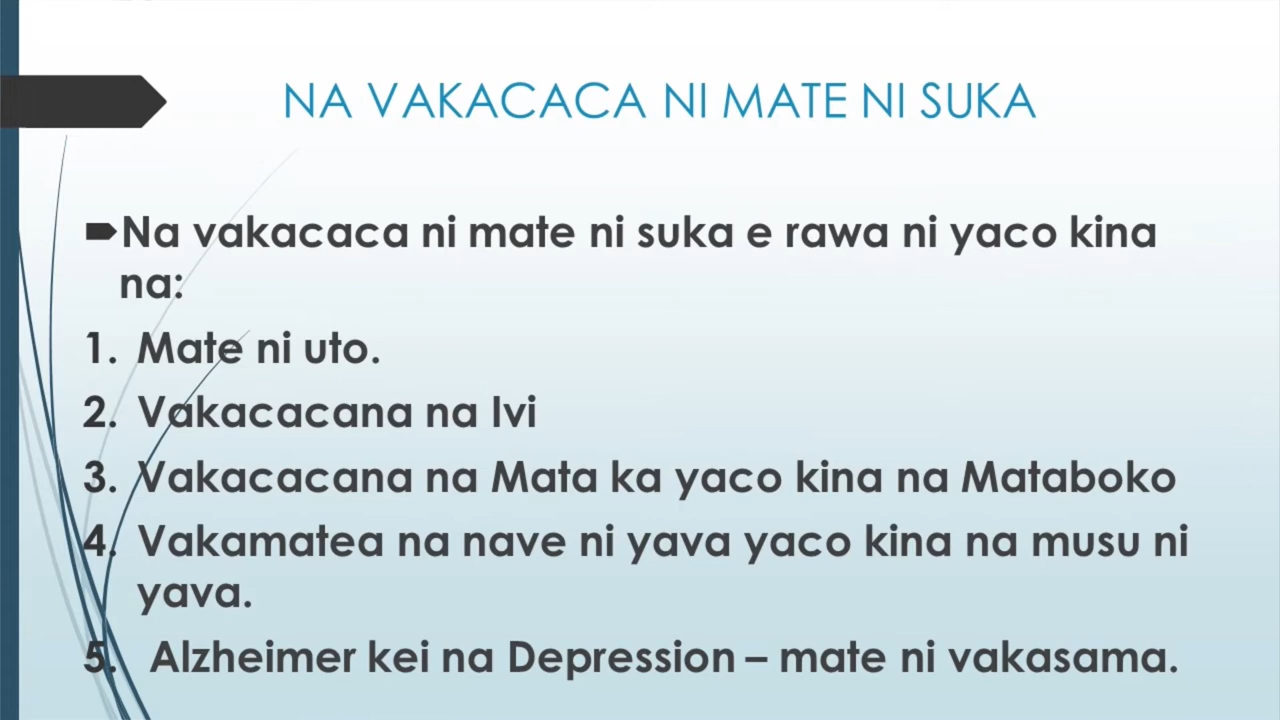 NA VAKACACA NI MATE NI SUKA
Na vakacaca ni mate ni suka e rawa ni yaco kina
na:
1. Mate ni uto.
2. Vakacacana na Ivi
3. Vakacacana na Mata ka yaco kina na Mataboko
4. Vakamatea na nave ni yava yaco kina na musu ni
yava.
5. Alzheimer kei na Depression – mate ni vakasama.